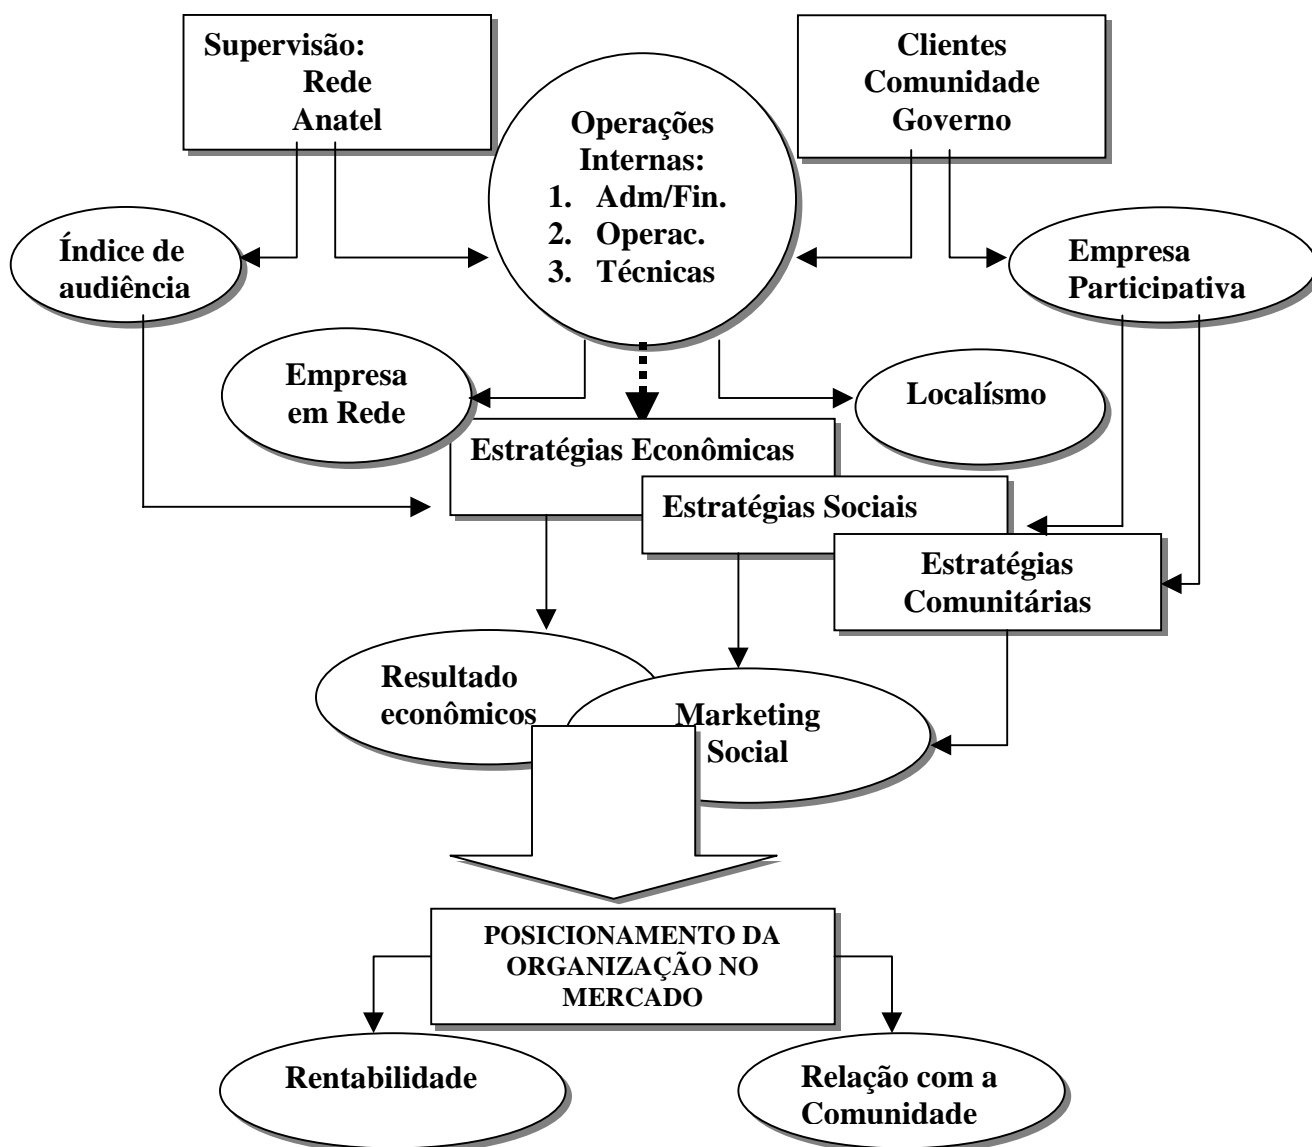 Supervisão:
Rede
Anatel
Clientes
Comunidade
Governo
Operações
Internas:
1. Adm/Fin.
2. Operac.
3. Técnicas
Índice de
audiência
Empresa
Participativa
Empresa
em Rede
Localísmo
Estratégias Econômicas
Estratégias Sociais
Estratégias
Comunitárias
Resultado
econômicos
Marketing
Social
POSICIONAMENTO DA
ORGANIZAÇÃO NO
MERCADO
Rentabilidade
Relação com a
Comunidade